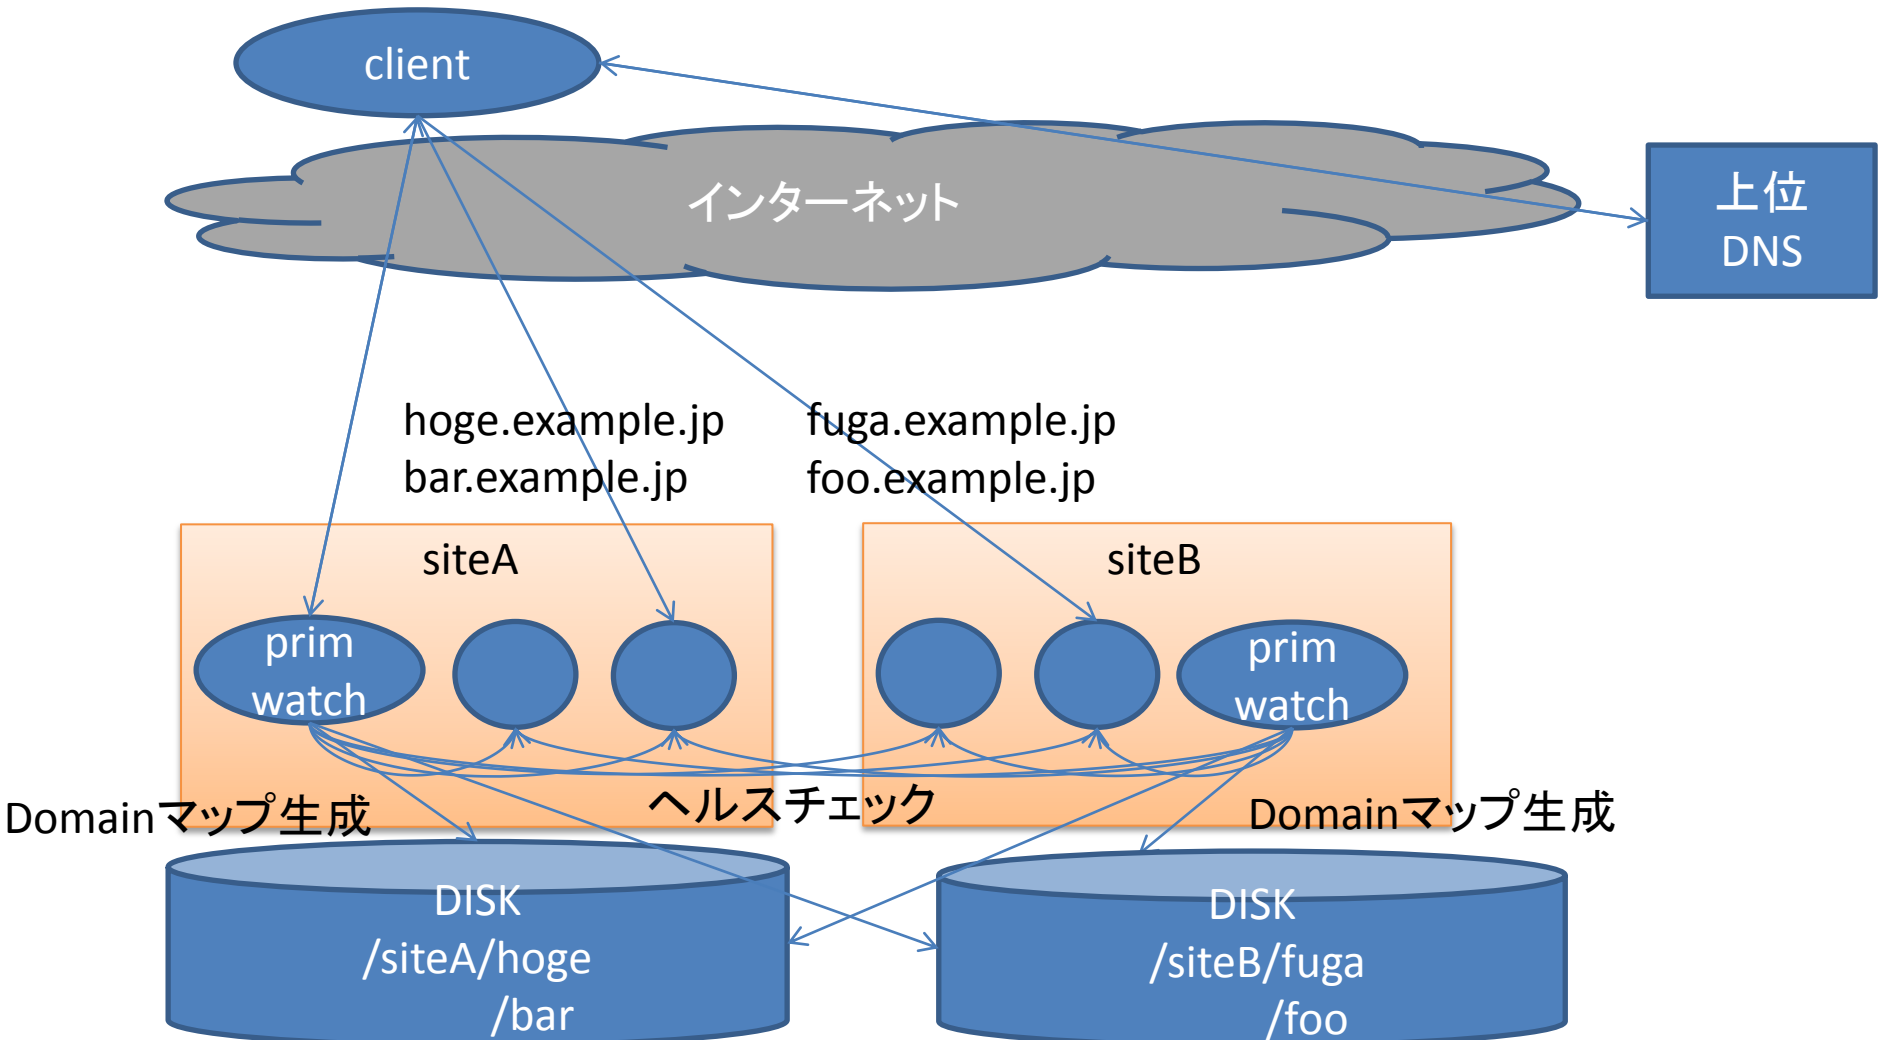 client
インターネット
上位
DNS
hoge.example.jp
bar.example.jp
fuga.example.jp
foo.example.jp
siteA
siteB
prim
watch
prim
watch
Domainマップ生成
ヘルスチェック
Domainマップ生成
DISK
/siteA/hoge
/bar
DISK
/siteB/fuga
/foo